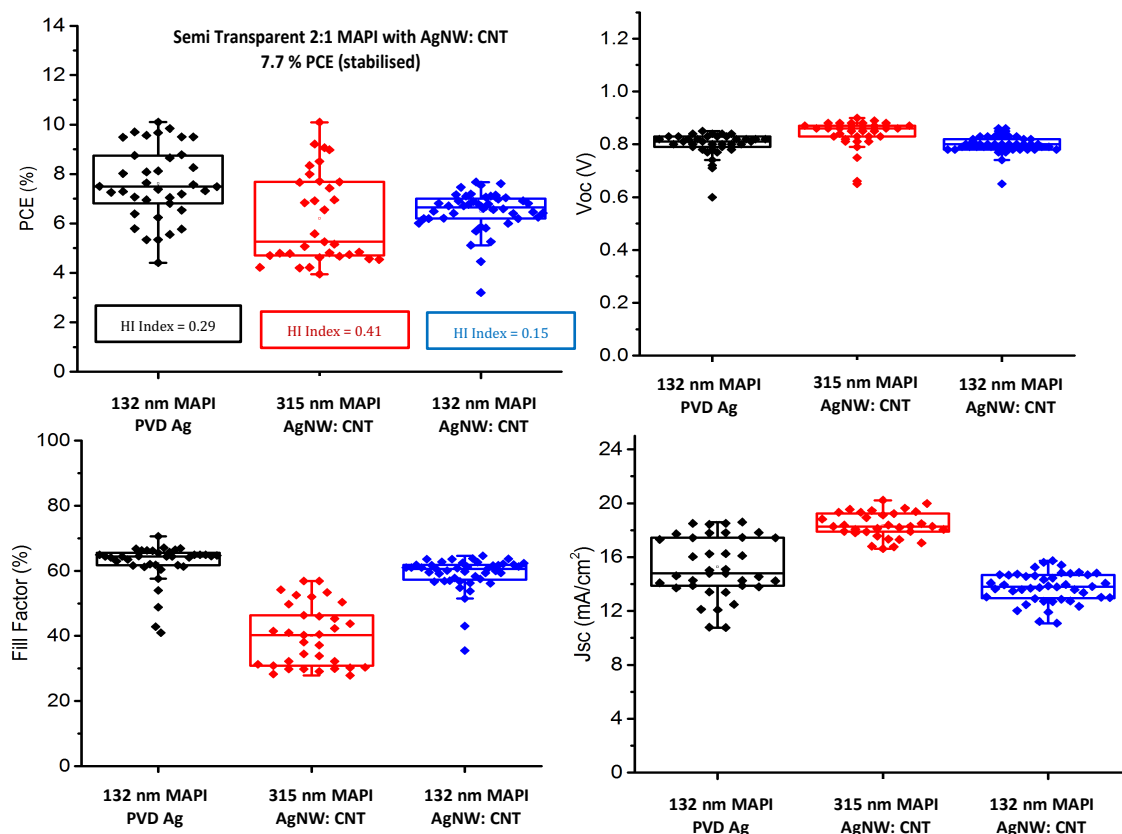 Semi Transparent 2:1 MAPI with AgNW: CNT
7.7 % PCE (stabilised)
PCE (%)
14
12
10
8
6
4
2
0
HI Index = 0.29
HI Index = 0.41
HI Index = 0.15
132 nm MAPI
PVD Ag
315 nm MAPI
AgNW: CNT
132 nm MAPI
AgNW: CNT
Voc (V)
1.2
1.0
0.8
0.6
0.4
0.2
0.0
132 nm MAPI
PVD Ag
315 nm MAPI
AgNW: CNT
132 nm MAPI
AgNW: CNT
Fill Factor (%)
100
80
60
40
20
0
132 nm MAPI
PVD Ag
315 nm MAPI
AgNW: CNT
132 nm MAPI
AgNW: CNT
Jsc (mA/cm²)
24
20
16
12
8
4
0
132 nm MAPI
PVD Ag
315 nm MAPI
AgNW: CNT
132 nm MAPI
AgNW: CNT